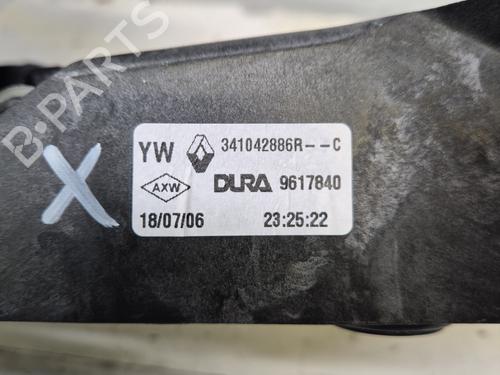 B-Parts
YW 341042886R--C
AXW DURA 9617840
18/07/06 23:25:22
X